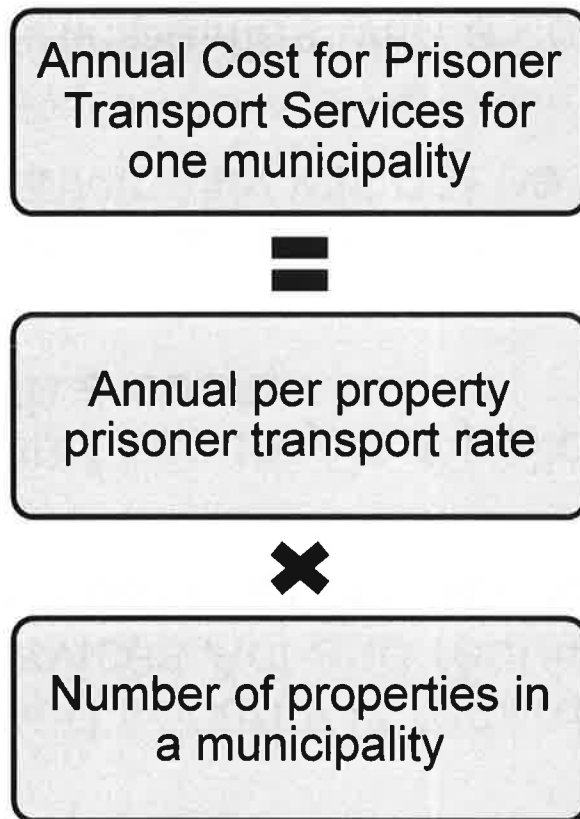 Annual Cost for Prisoner
Transport Services for
one municipality
=
Annual per property
prisoner transport rate
×
Number of properties in
a municipality